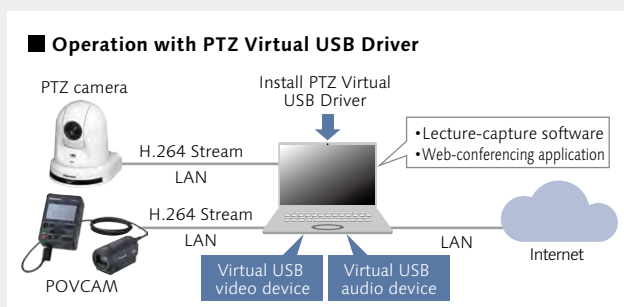 ■ Operation with PTZ Virtual USB Driver
PTZ camera
Install PTZ Virtual
USB Driver
•Lecture-capture software
•Web-conferencing application
H.264 Stream
LAN
H.264 Stream
LAN
LAN
Internet
POVCAM
Virtual USB
video device
Virtual USB
audio device